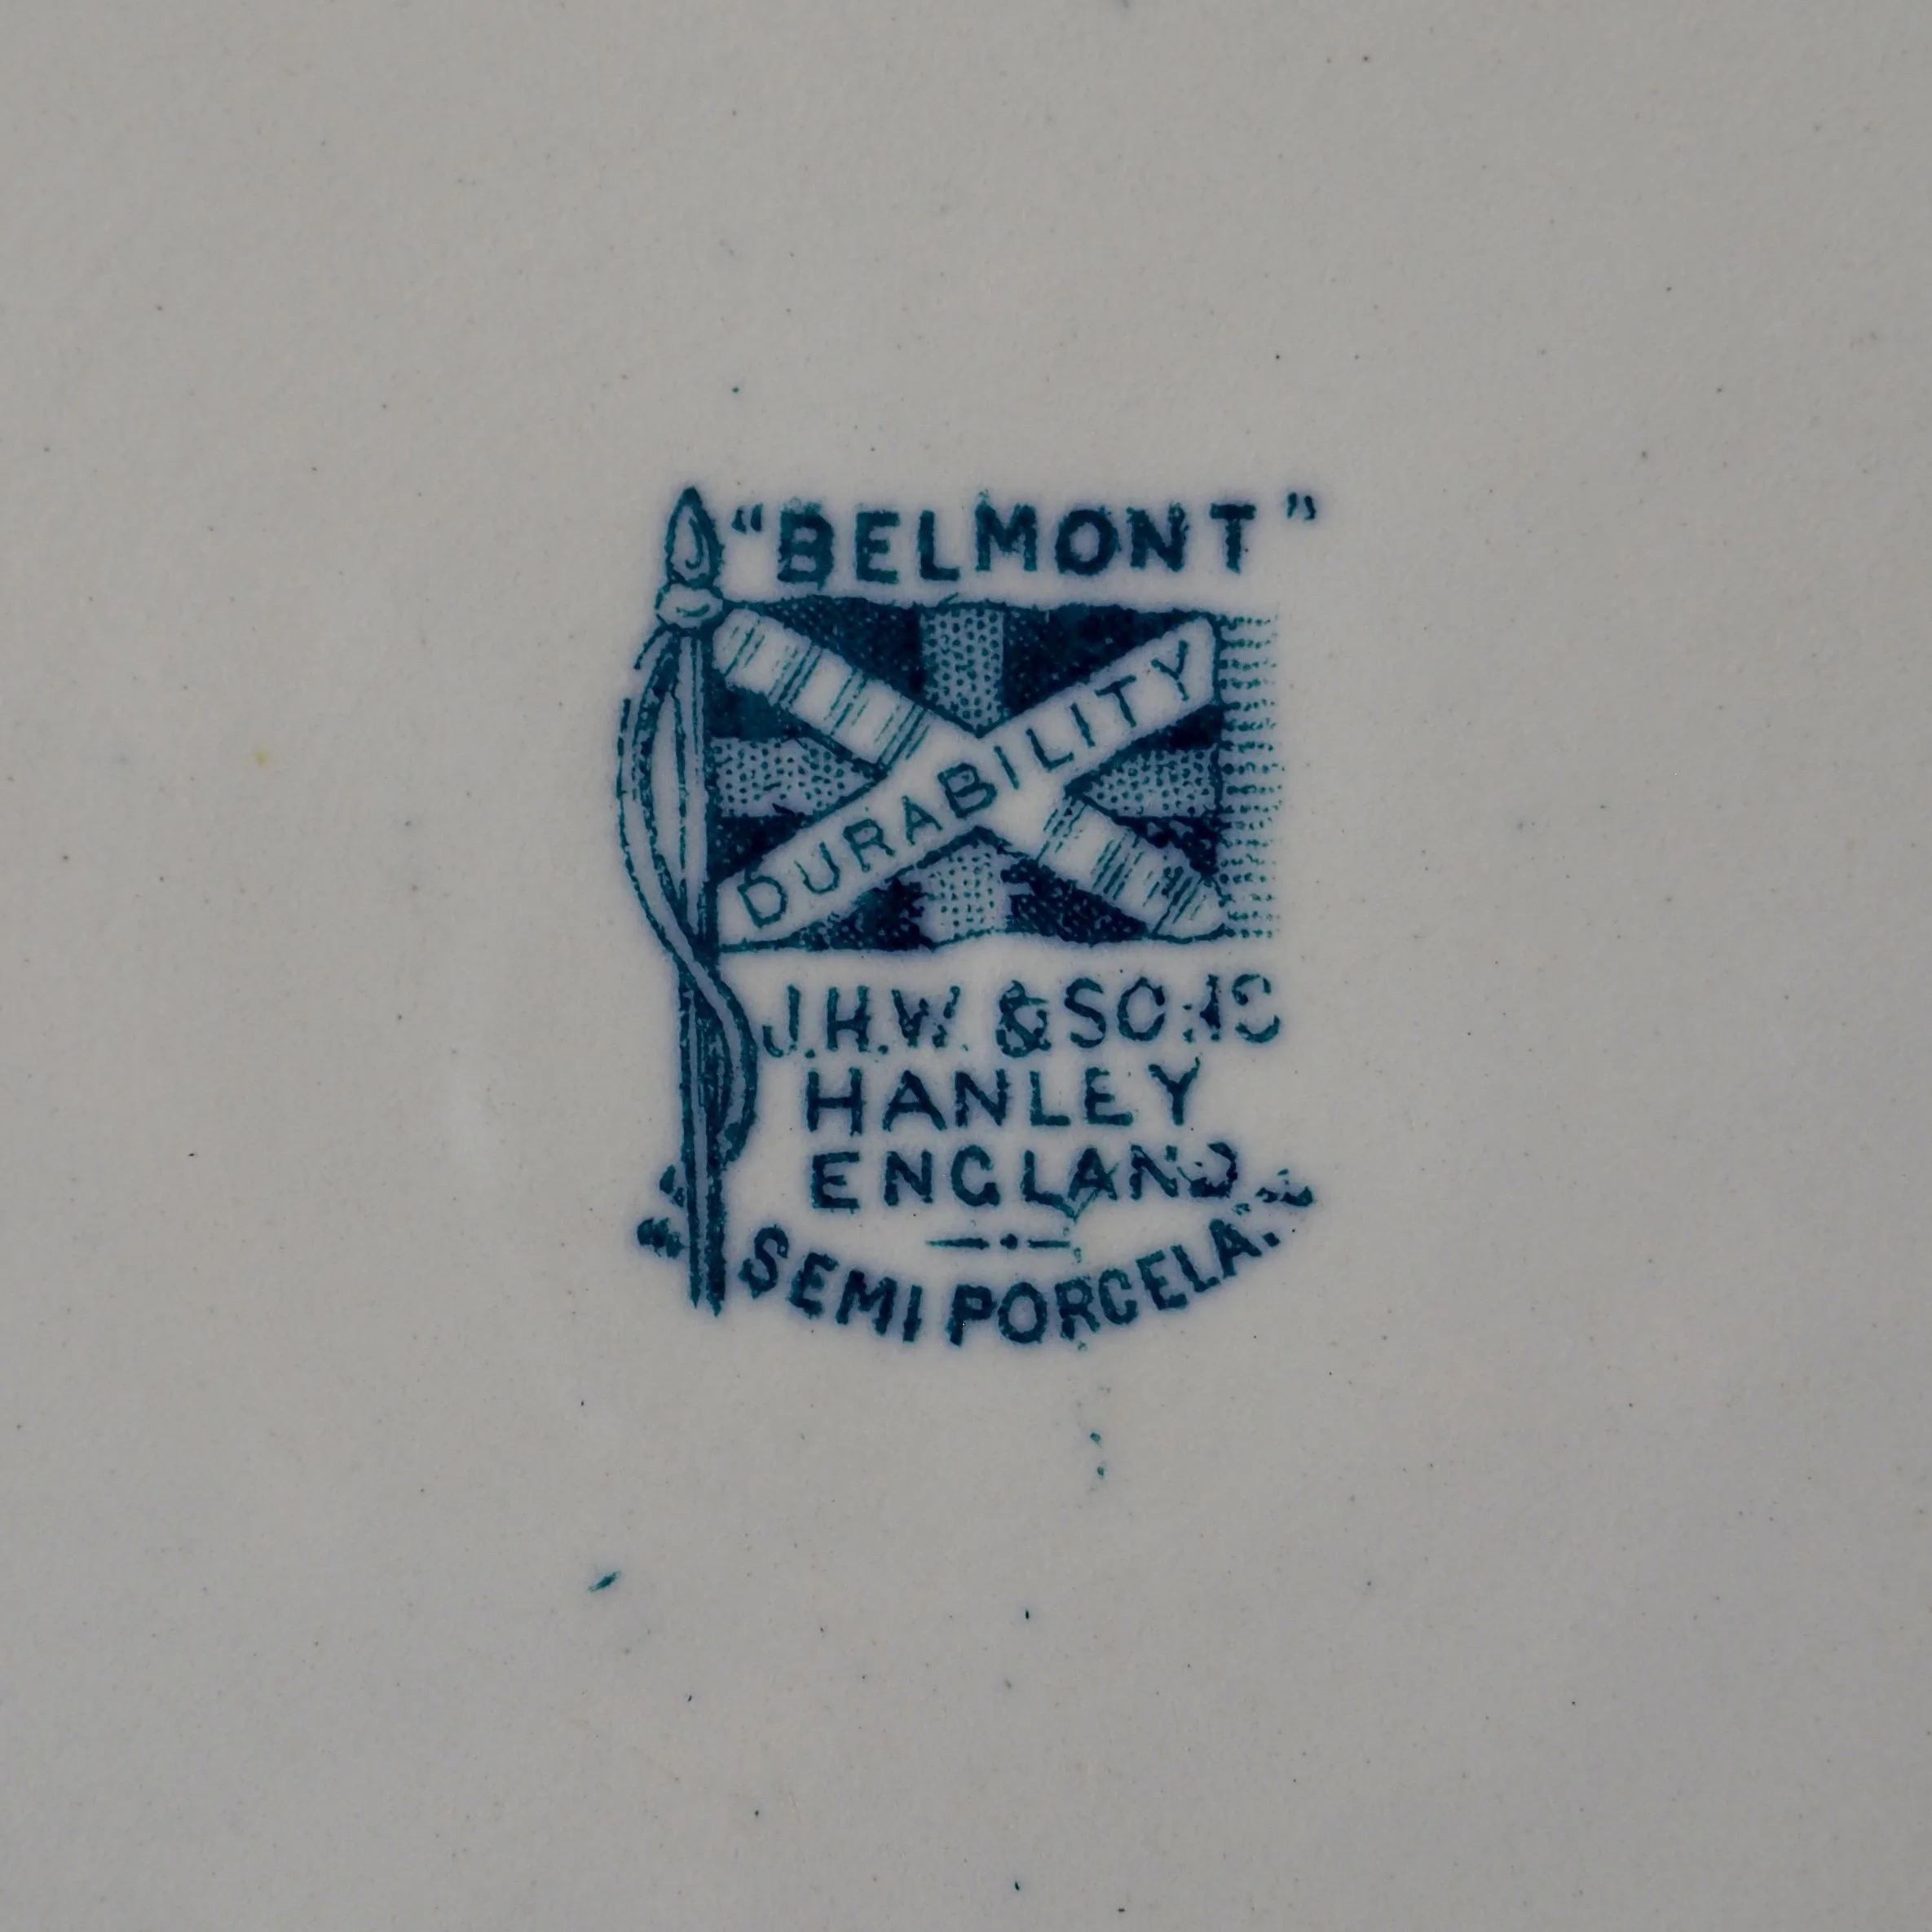 "BELMONT"
DURABILITY
J.H.W. & SONS
HANLEY
ENGLAND
"SEMI PORCELAIN"